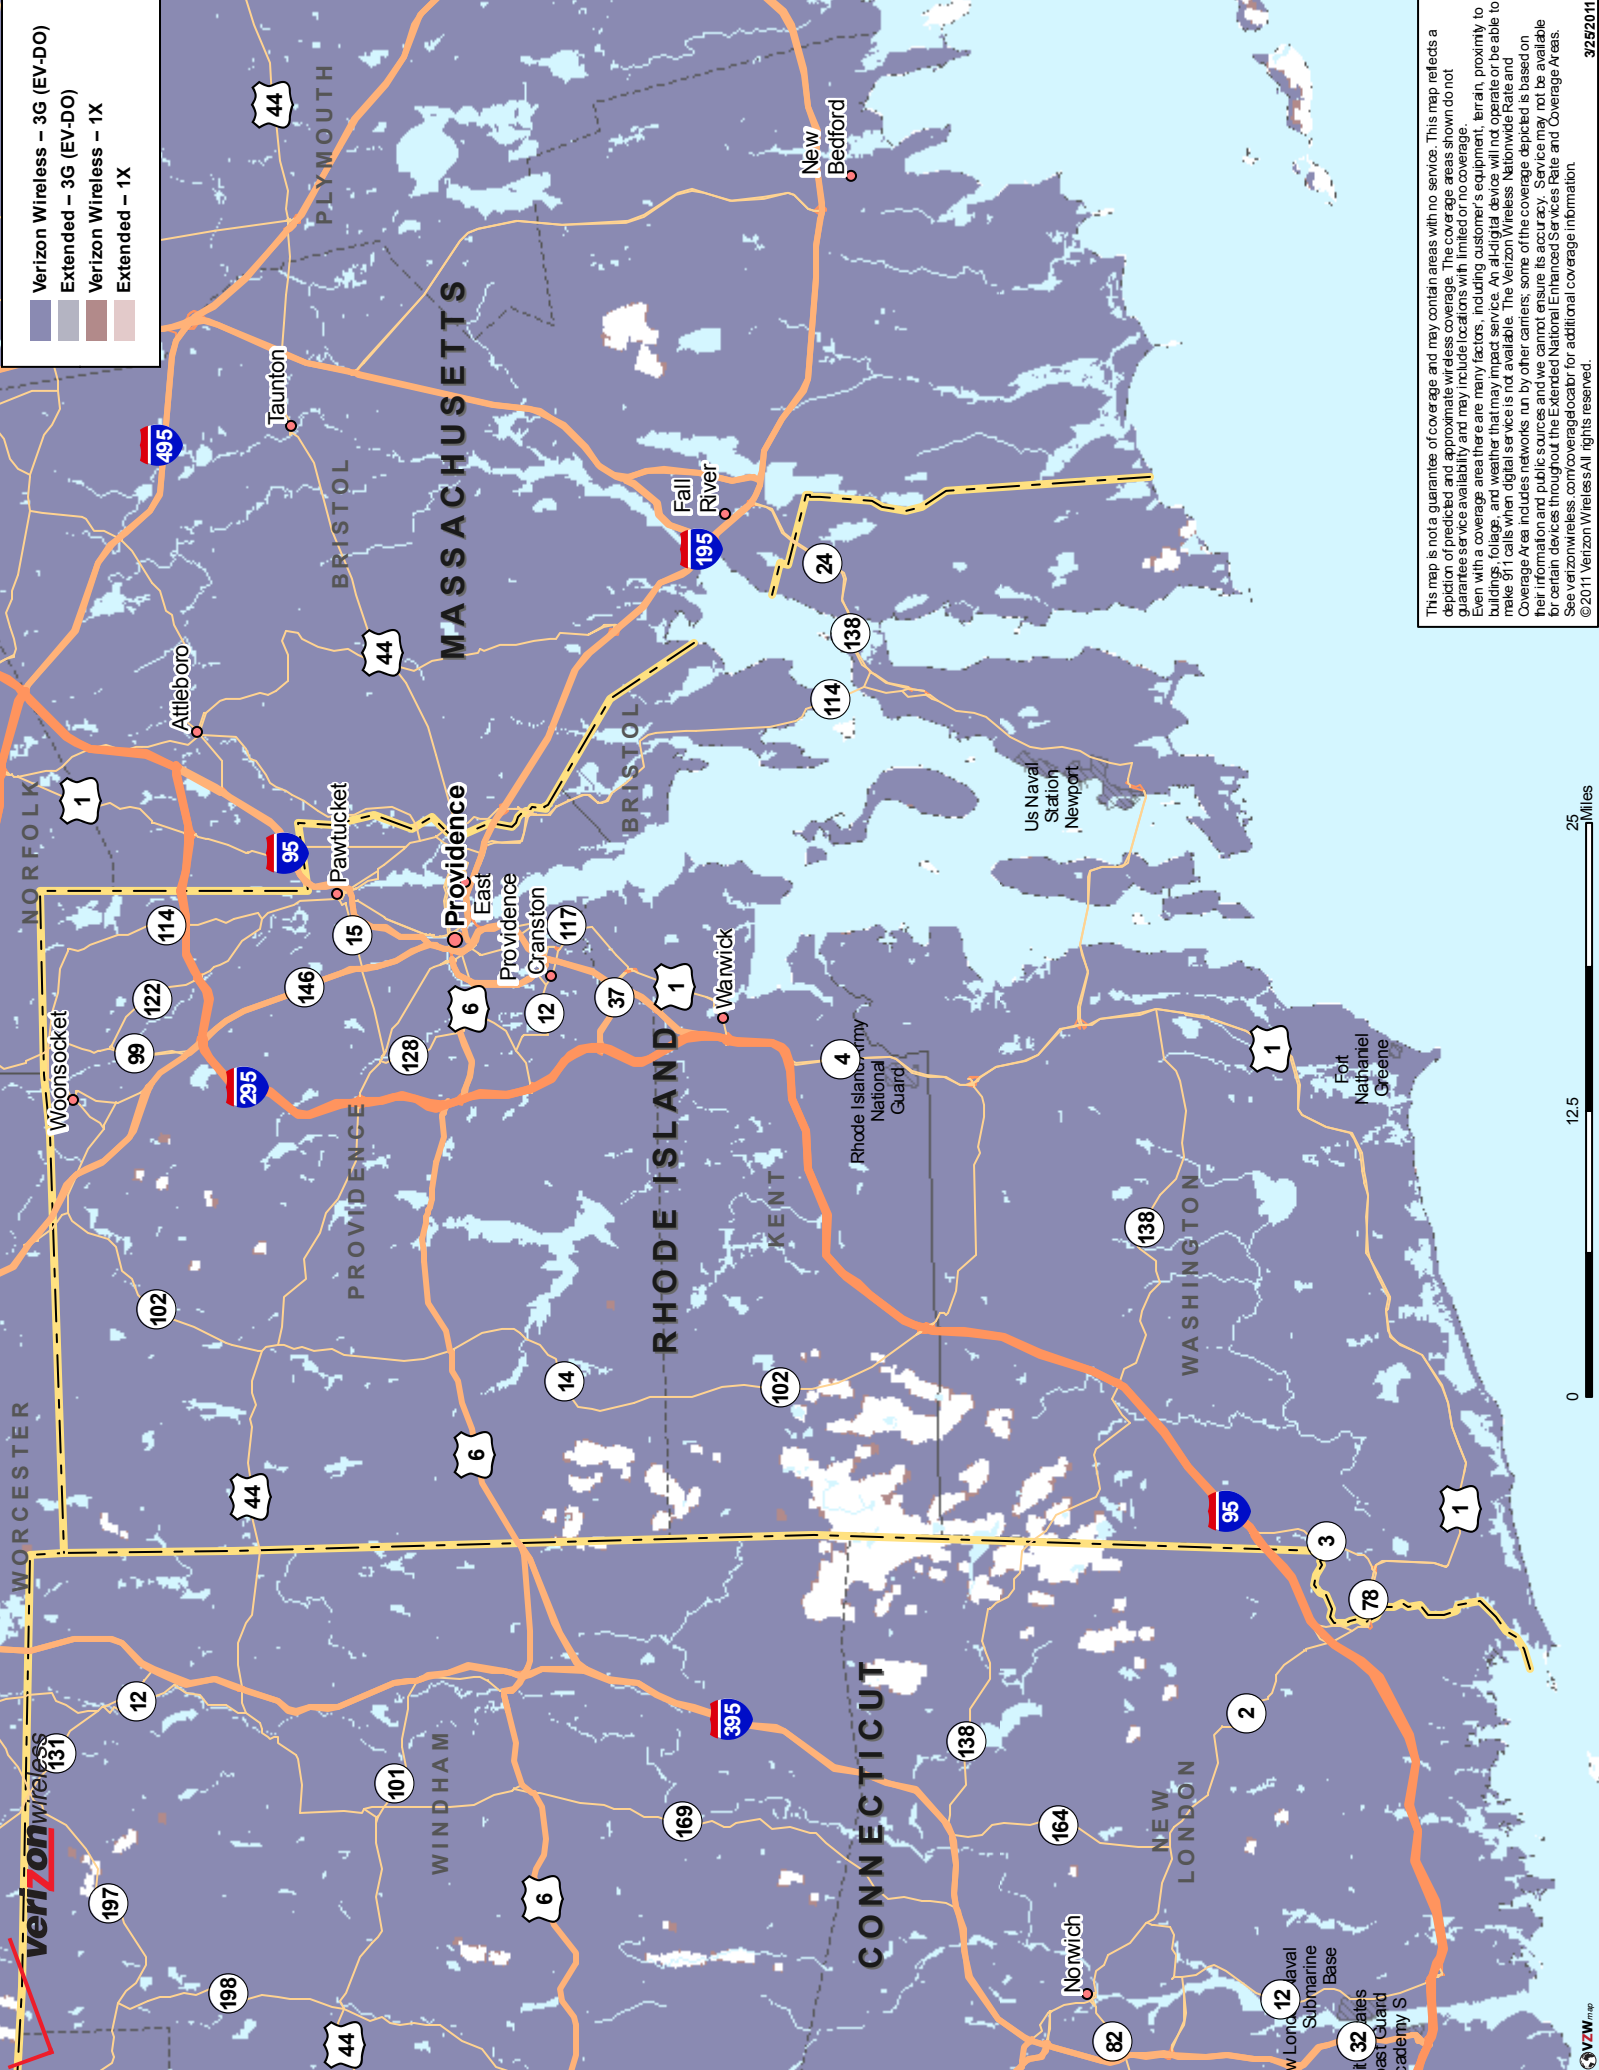 verizonwireless
Verizon Wireless – 3G (EV-DO)
Extended – 3G (EV-DO)
Verizon Wireless – 1X
Extended – 1X
WORCESTER
NORFOLK
PLYMOUTH
BRISTOL
MASSACHUSETTS
BRISTOL
PROVIDENCE
RHODE ISLAND
KENT
WASHINGTON
WINDHAM
CONNECTICUT
NEW
LONDON
Woonsocket
Attleboro
Taunton
Pawtucket
Providence
East
Providence
Cranston
Warwick
Fall
River
New
Bedford
Norwich
Us Naval
Station
Newport
Rhode Island Army
National
Guard
Fort
Nathaniel
Greene
Naval
Submarine
Base
131
12
197
198
44
101
6
169
395
138
164
2
82
12
32
78
3
95
1
44
6
102
14
102
138
1
4
295
99
122
114
146
15
128
6
12
37
117
1
95
1
495
44
44
195
24
138
114
0
12.5
25
Miles
This map is not a guarantee of coverage and may contain areas with no service. This map reflects a
depiction of predicted and approximate wireless coverage. The coverage areas shown do not
guarantee service availability and may include locations with limited or no coverage.
Even with a coverage area there are many factors, including customer's equipment, terrain, proximity to
buildings, foliage, and weather that may impact service. An all-digital device will not operate or be able to
make 911 calls when digital service is not available. The Verizon Wireless Nationwide Rate and
Coverage Area includes networks run by other carriers; some of the coverage depicted is based on
their information and public sources and we cannot ensure its accuracy. Service may not be available
for certain devices throughout the Extended National Enhanced Services Rate and Coverage Areas.
See verizonwireless.com/coveragelocator for additional coverage information.
©2011 Verizon Wireless All rights reserved.
3/25/2011
vzwmap